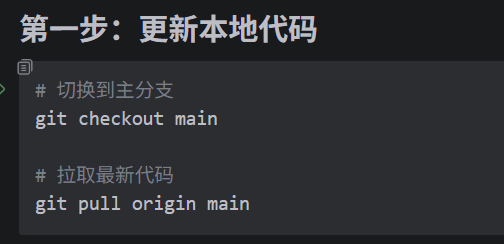 第一步：更新本地代码
# 切换到主分支
git checkout main
# 拉取最新代码
git pull origin main